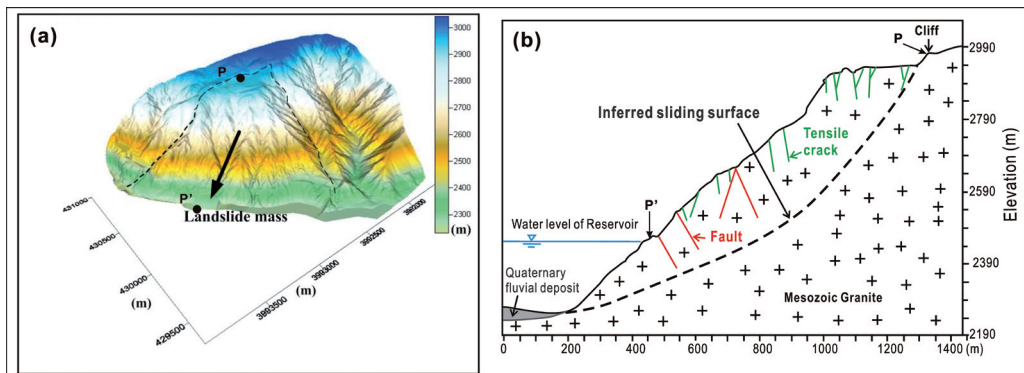 (a)
3000
2900
2800
2700
2600
2500
2400
2300
(m)
P
P'
Landslide mass
431000
430500
430000
429500
(m)
3993500
3993000
3992500
(m)
(b)
P
Cliff
2990
2790
2590
2390
2190
Elevation (m)
Inferred sliding surface
Tensile
crack
Water level of Reservoir
P'
Fault
Quaternary
fluvial deposit
Mesozoic Granite
0
200
400
600
800
1000
1200
1400 (m)